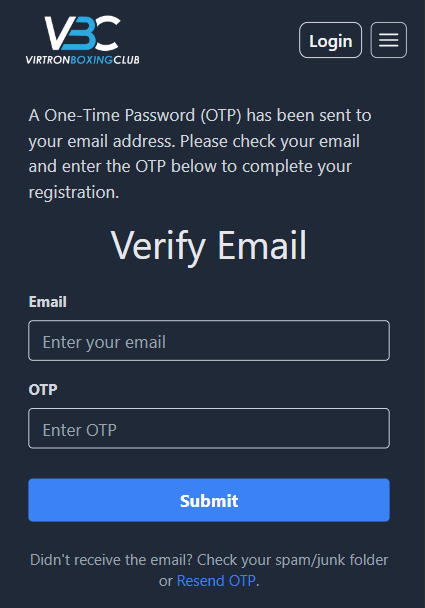 VBC
VIRTRONBOXINGCLUB
Login
A One-Time Password (OTP) has been sent to
your email address. Please check your email
and enter the OTP below to complete your
registration.
Verify Email
Email
Enter your email
OTP
Enter OTP
Submit
Didn't receive the email? Check your spam/junk folder
or Resend OTP.